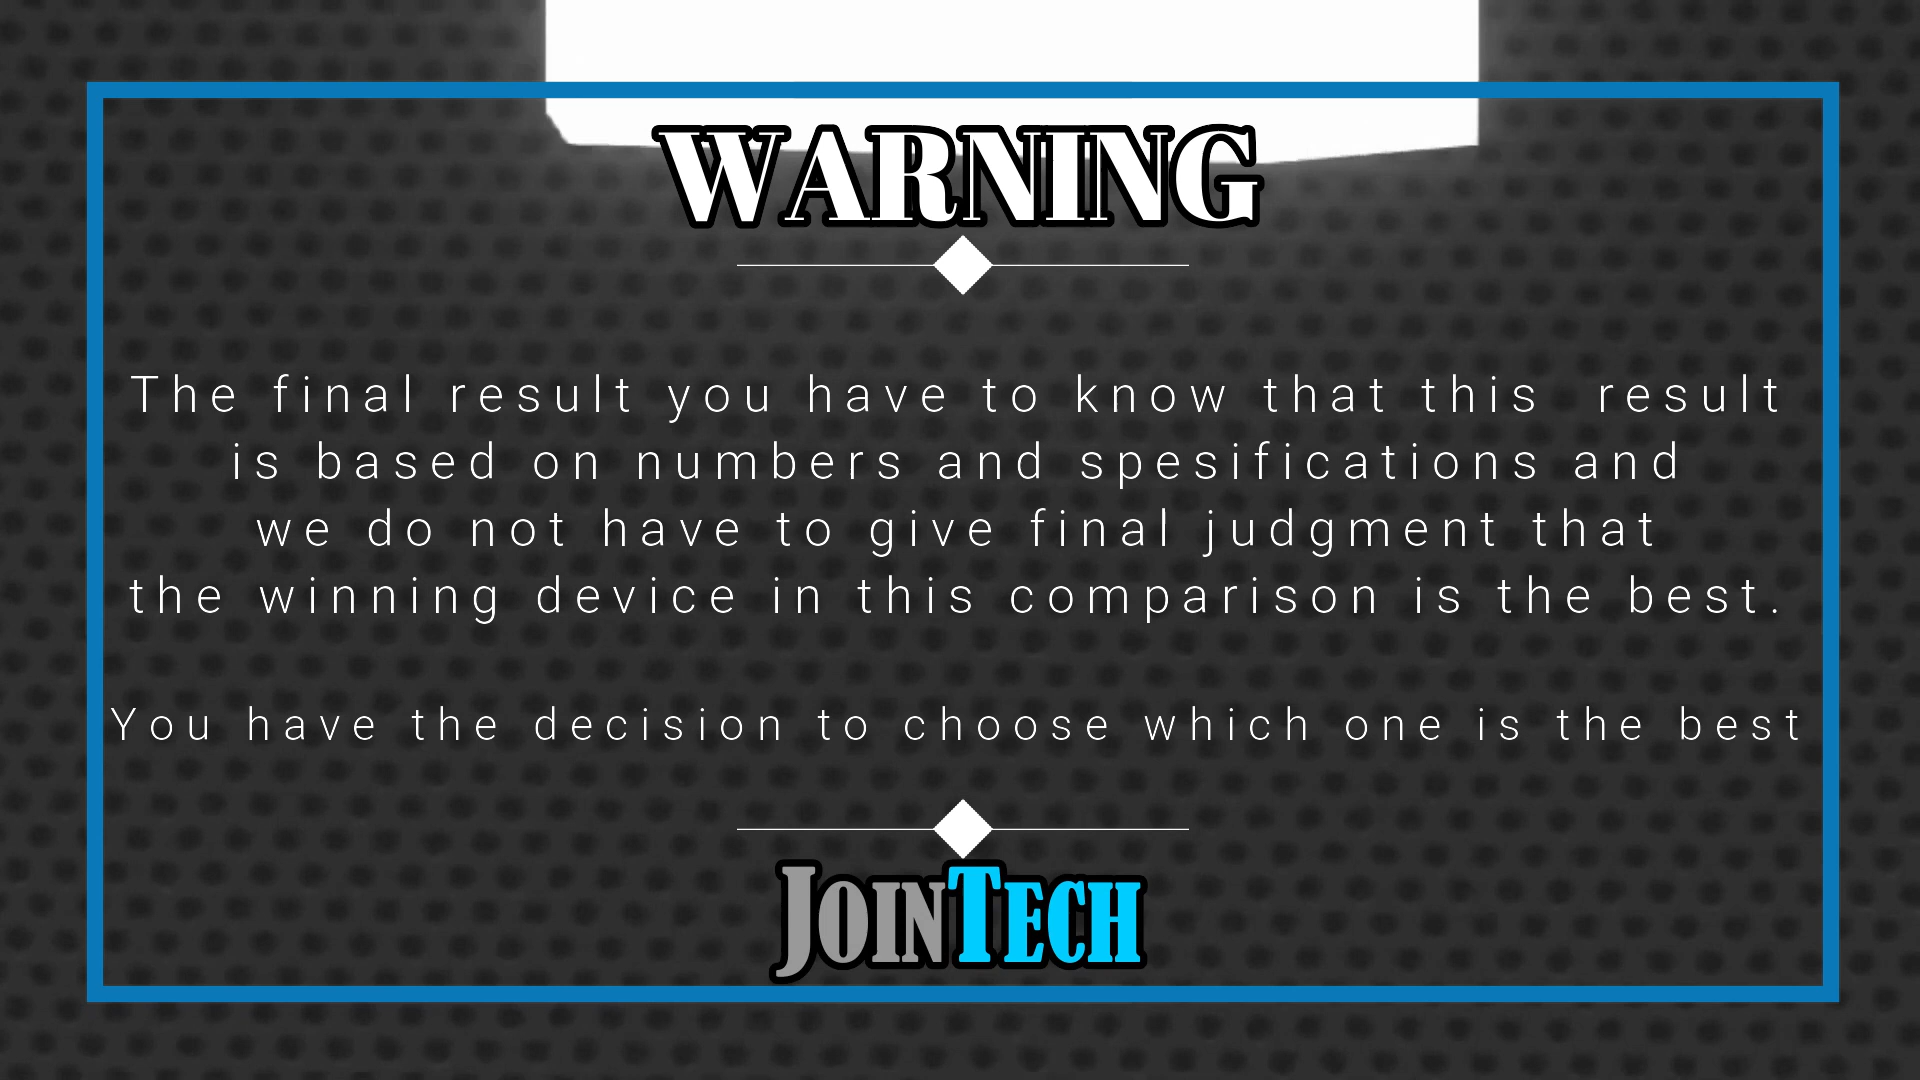 WARNING
The final result you have to know that this result
is based on numbers and spesifications and
we do not have to give final judgment that
the winning device in this comparison is the best.
You have the decision to choose which one is the best
JOINTECH